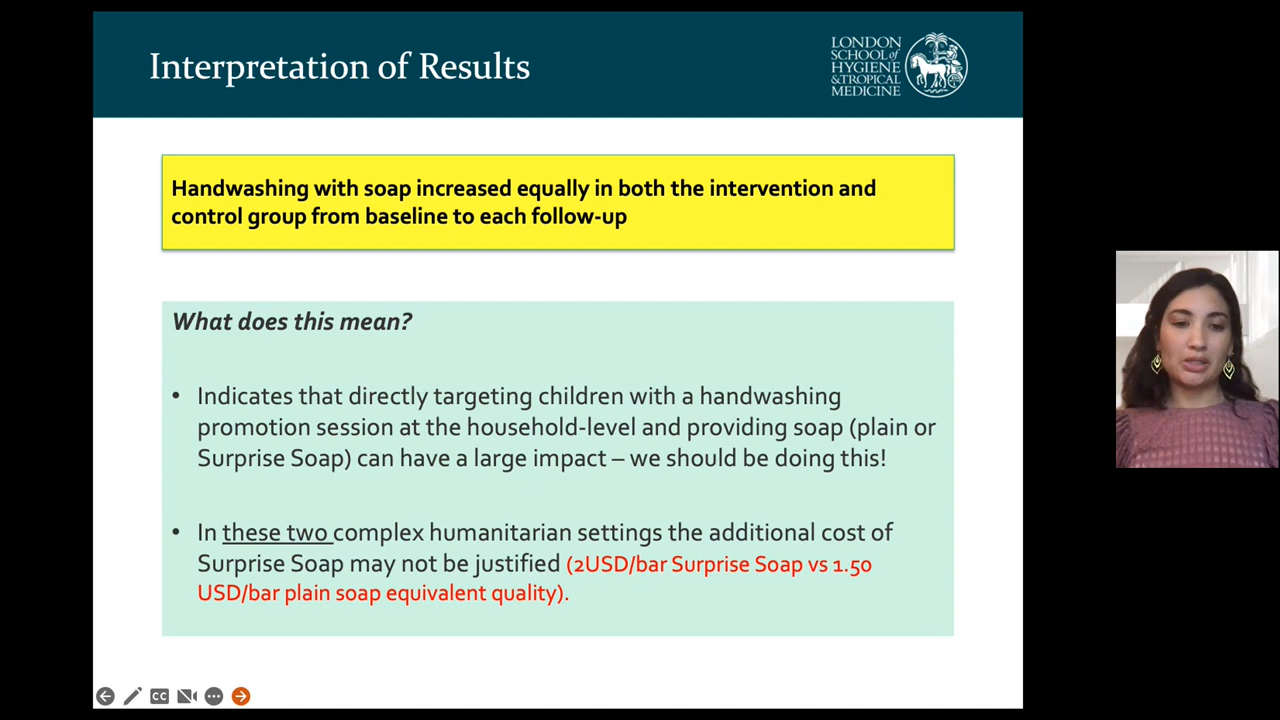 Interpretation of Results
LONDON
SCHOOL of
HYGIENE
& TROPICAL
MEDICINE
Handwashing with soap increased equally in both the intervention and
control group from baseline to each follow-up
What does this mean?
• Indicates that directly targeting children with a handwashing
promotion session at the household-level and providing soap (plain or
Surprise Soap) can have a large impact – we should be doing this!
• In these two complex humanitarian settings the additional cost of
Surprise Soap may not be justified (2USD/bar Surprise Soap vs 1.50
USD/bar plain soap equivalent quality).
CC